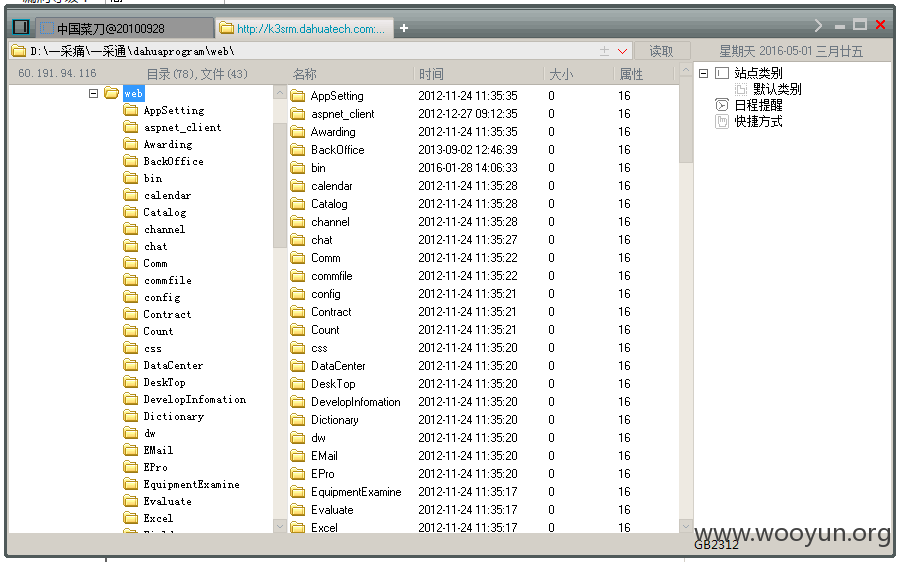 中国菜刀@20100928
http://k3srm.dahuatech.com:...
+
D:\一采痛\一采通\dahuaprogram\web\
读取
星期天 2016-05-01 三月廿五
60.191.94.116
目录(78),文件(43)
web
AppSetting
aspnet_client
Awarding
BackOffice
bin
calendar
Catalog
channel
chat
Comm
commfile
config
Contract
Count
css
DataCenter
DeskTop
DevelopInfomation
Dictionary
dw
EMail
EPro
EquipmentExamine
Evaluate
Excel
名称 时间 大小 属性
AppSetting 2012-11-24 11:35:35 0 16
aspnet_client 2012-12-27 09:12:35 0 16
Awarding 2012-11-24 11:35:35 0 16
BackOffice 2013-09-02 12:46:39 0 16
bin 2016-01-28 14:06:33 0 16
calendar 2012-11-24 11:35:28 0 16
Catalog 2012-11-24 11:35:28 0 16
channel 2012-11-24 11:35:28 0 16
chat 2012-11-24 11:35:27 0 16
Comm 2012-11-24 11:35:22 0 16
commfile 2012-11-24 11:35:22 0 16
config 2012-11-24 11:35:21 0 16
Contract 2012-11-24 11:35:21 0 16
Count 2012-11-24 11:35:21 0 16
css 2012-11-24 11:35:20 0 16
DataCenter 2012-11-24 11:35:20 0 16
DeskTop 2012-11-24 11:35:20 0 16
DevelopInfomation 2012-11-24 11:35:20 0 16
Dictionary 2012-11-24 11:35:20 0 16
dw 2012-11-24 11:35:20 0 16
EMail 2012-11-24 11:35:20 0 16
EPro 2012-11-24 11:35:20 0 16
EquipmentExamine 2012-11-24 11:35:17 0 16
Evaluate 2012-11-24 11:35:17 0 16
Excel 2012-11-24 11:35:17 0 16
站点类别
默认类别
日程提醒
快捷方式
www.wooyun.org
GB2312